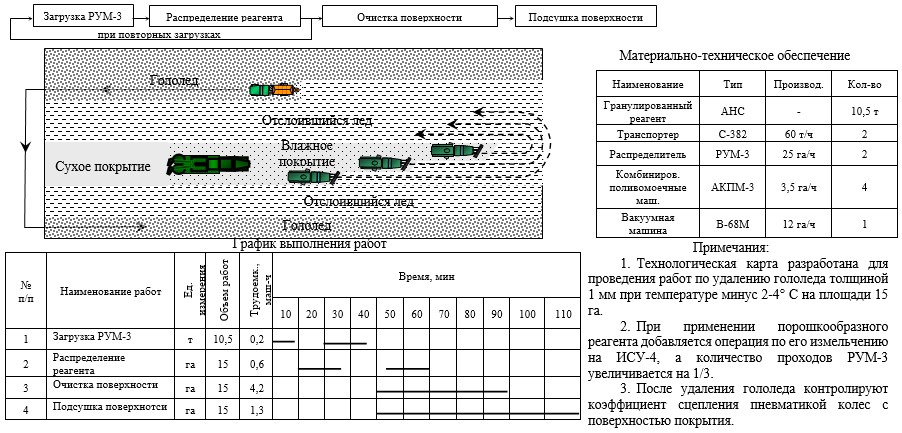 Загрузка РУМ-3
Распределение реагента
Очистка поверхности
Подсушка поверхности
при повторных загрузках
Гололед
Отслоившийся лед
Влажное
покрытие
Сухое покрытие
Отслоившийся лед
Гололед
Материально-техническое обеспечение
Наименование Тип Производ. Кол-во
Гранулированный
реагент АНС - 10,5 т
Транспортер С-382 60 т/ч 2
Распределитель РУМ-3 25 га/ч 2
Комбиниров.
поливомоечные
маш. АКПМ-3 3,5 га/ч 4
Вакуумная
машина В-68М 12 га/ч 1
График выполнения работ
№
п/п
Наименование работ
Ед.
измерения
Объем работ
Трудоемк.,
маш-ч
Время, мин
10 20 30 40 50 60 70 80 90 100 110
1 Загрузка РУМ-3 т 10,5 0,2
2 Распределение
реагента га 15 0,6
3 Очистка поверхности га 15 4,2
4 Подсушка поверхнотси га 15 1,3
Примечания:
1. Технологическая карта разработана для
проведения работ по удалению гололеда толщиной
1 мм при температуре минус 2-4° С на площади 15
га.
2. При применении порошкообразного
реагента добавляется операция по его измельчению
на ИСУ-4, а количество проходов РУМ-3
увеличивается на 1/3.
3. После удаления гололеда контролируют
коэффициент сцепления пневматикой колес с
поверхностью покрытия.